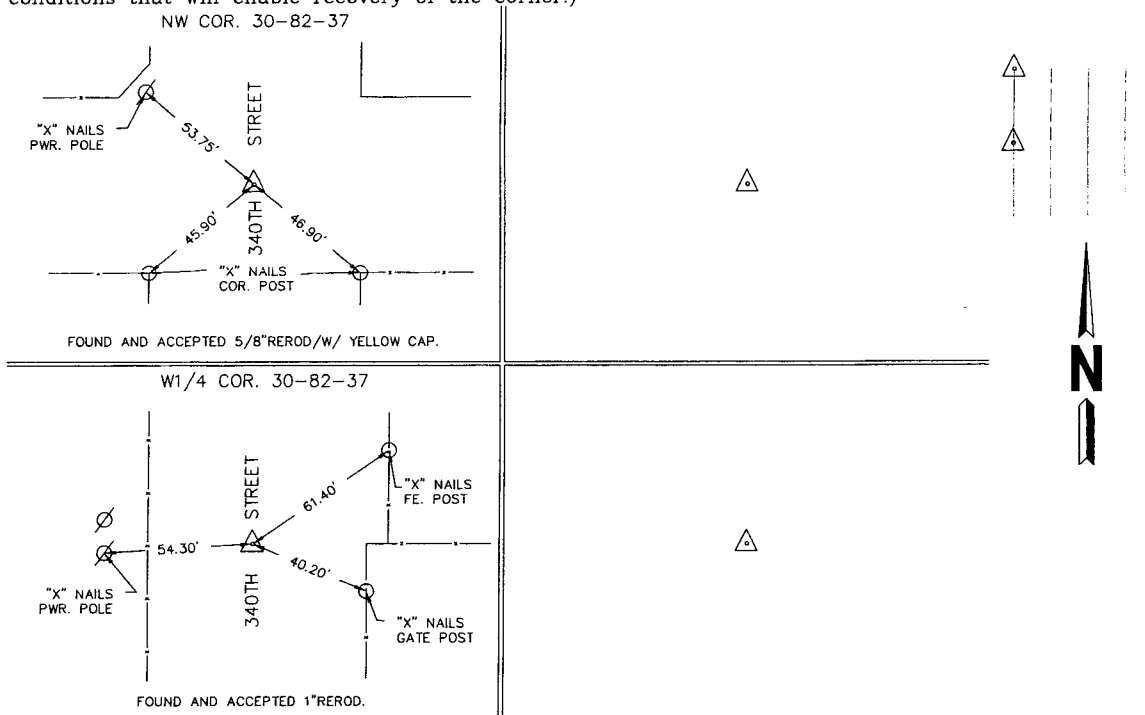 conditions that will enable recovery of the corner.)
NW COR. 30-82-37
"X" NAILS
PWR. POLE
53.75'
340TH STREET
45.90'
46.90'
"X" NAILS
COR. POST
FOUND AND ACCEPTED 5/8"REROD/W/ YELLOW CAP.
N
W1/4 COR. 30-82-37
61.40'
"X" NAILS
FE. POST
340TH STREET
54.30'
40.20'
"X" NAILS
PWR. POLE
"X" NAILS
GATE POST
FOUND AND ACCEPTED 1"REROD.